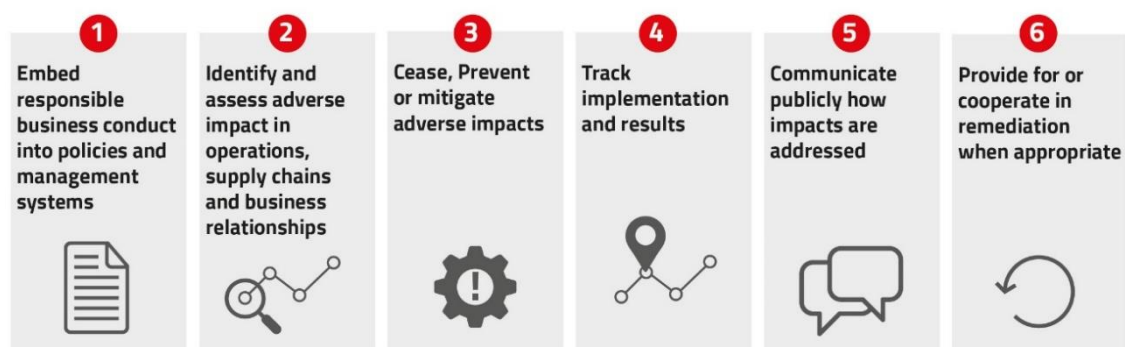 1
Embed
responsible
business conduct
into policies and
management
systems
2
Identify and
assess adverse
impact in
operations,
supply chains
and business
relationships
3
Cease, Prevent
or mitigate
adverse impacts
4
Track
implementation
and results
5
Communicate
publicly how
impacts are
addressed
6
Provide for or
cooperate in
remediation
when appropriate